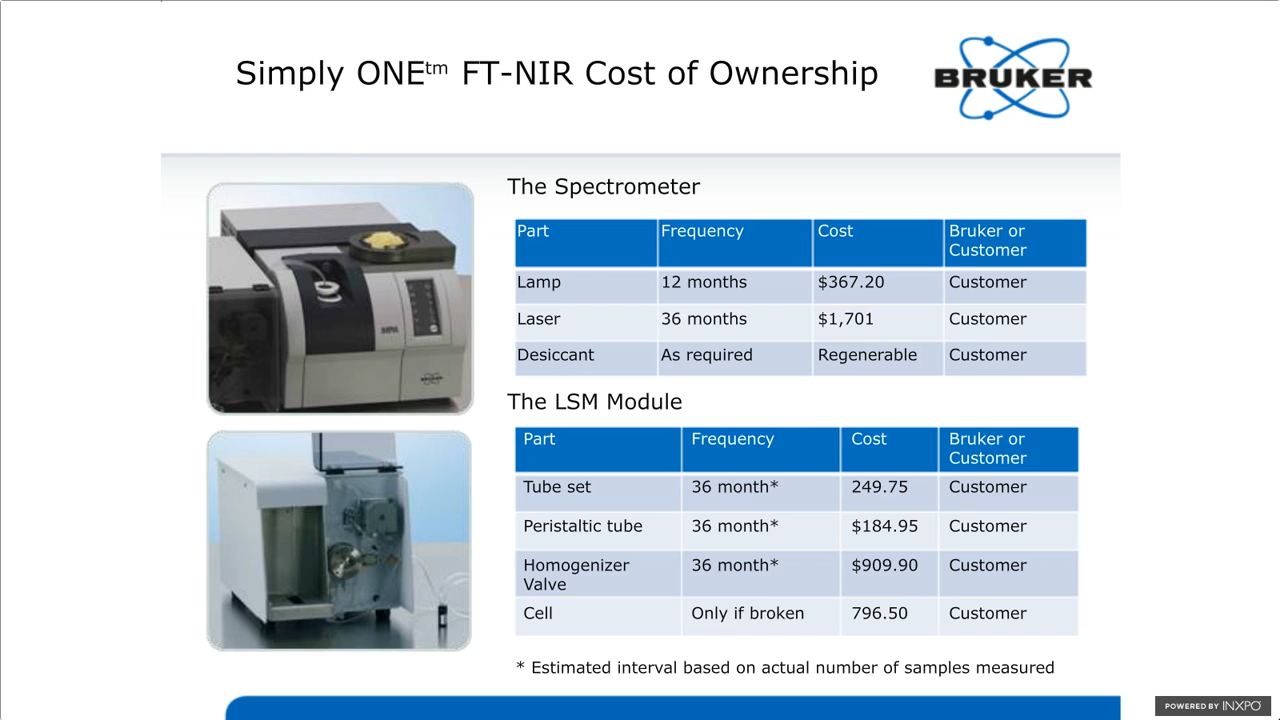 Simply ONEtm FT-NIR Cost of Ownership
BRUKER
The Spectrometer
Part Frequency Cost Bruker or
Customer
Lamp 12 months $367.20 Customer
Laser 36 months $1,701 Customer
Desiccant As required Regenerable Customer
MPA
BRUKER
The LSM Module
Part Frequency Cost Bruker or
Customer
Tube set 36 month* 249.75 Customer
Peristaltic tube 36 month* $184.95 Customer
Homogenizer 36 month* $909.90 Customer
Valve
Cell Only if broken 796.50 Customer
* Estimated interval based on actual number of samples measured
POWERED BY INXPO